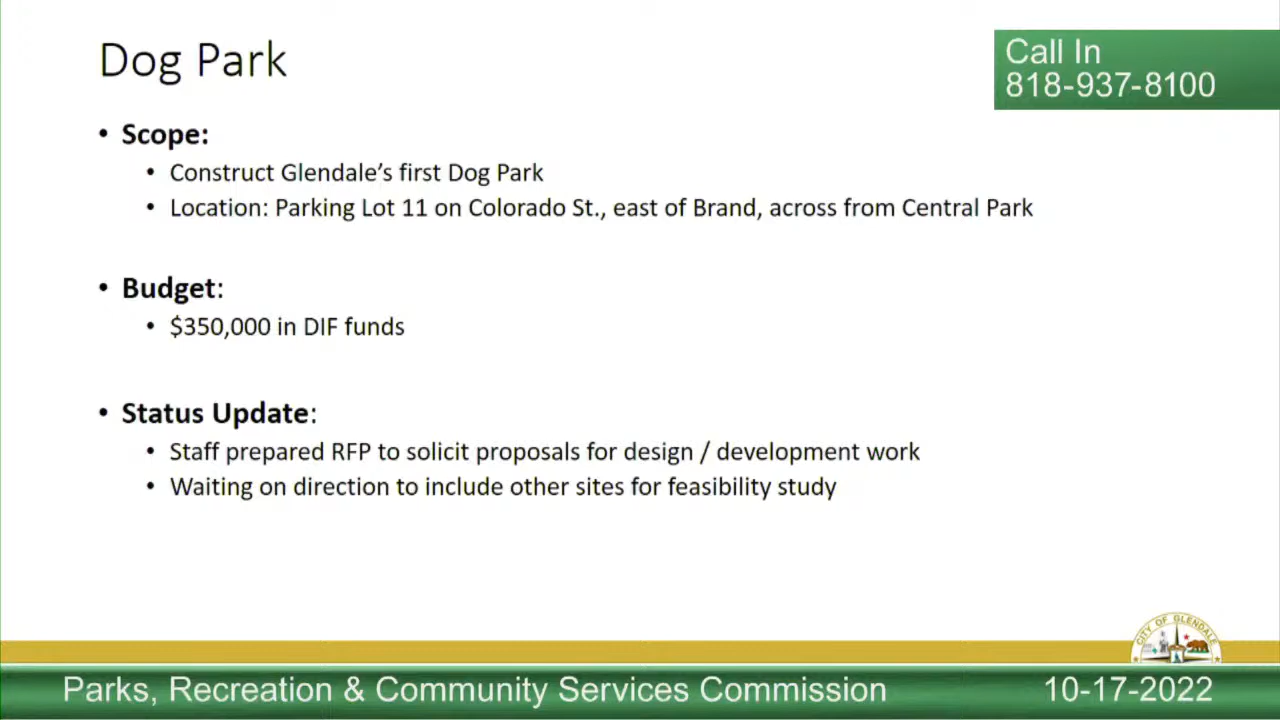 Dog Park
Call In
818-937-8100
• Scope:
• Construct Glendale’s first Dog Park
• Location: Parking Lot 11 on Colorado St., east of Brand, across from Central Park
• Budget:
• $350,000 in DIF funds
• Status Update:
• Staff prepared RFP to solicit proposals for design / development work
• Waiting on direction to include other sites for feasibility study
CITY OF GLENDALE
Parks, Recreation & Community Services Commission
10-17-2022